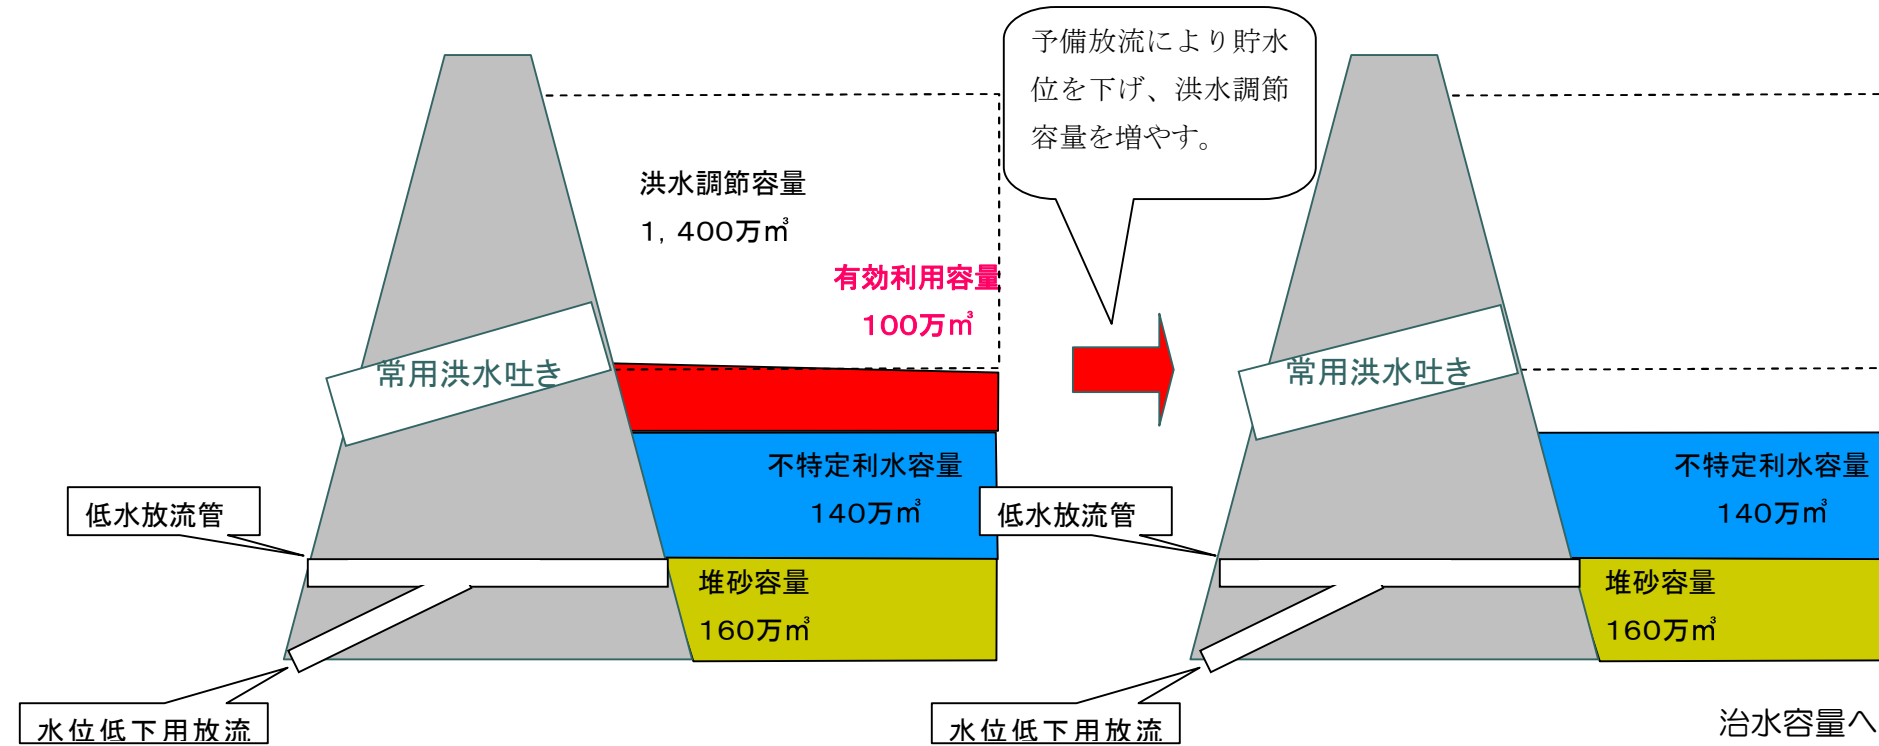 予備放流により貯水
位を下げ、洪水調節
容量を増やす。
洪水調節容量
1,400万㎥
有効利用容量
100万㎥
常用洪水吐き
不特定利水容量
140万㎥
低水放流管
堆砂容量
160万㎥
水位低下用放流
常用洪水吐き
不特定利水容量
140万㎥
低水放流管
堆砂容量
160万㎥
水位低下用放流
治水容量へ